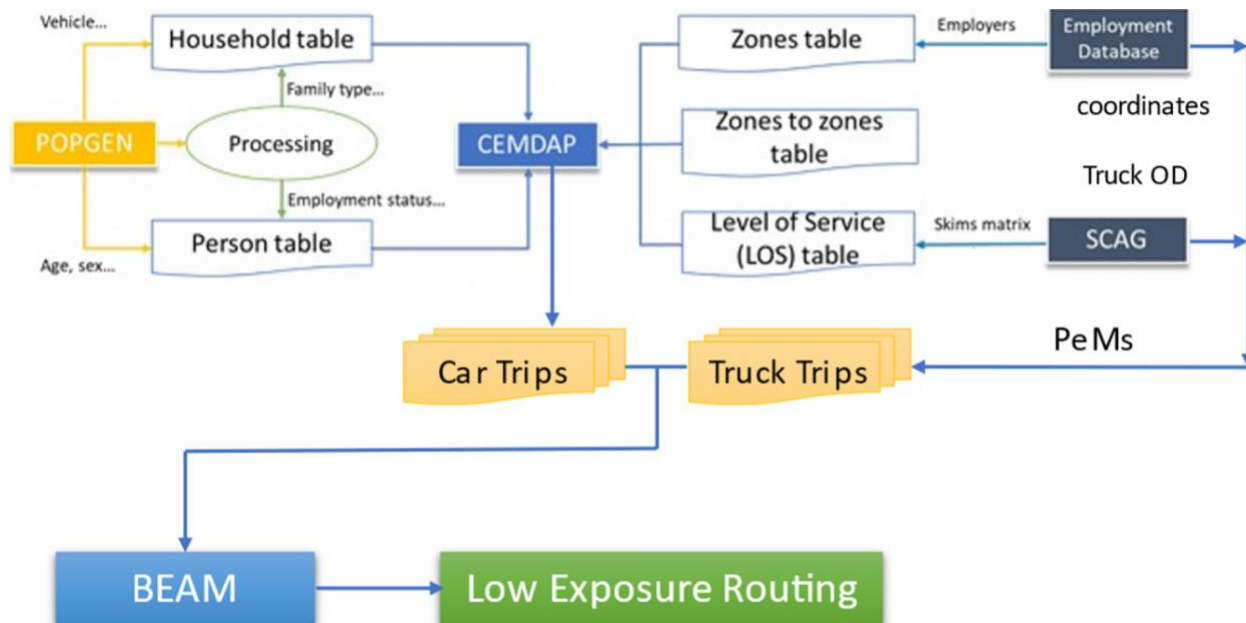 Vehicle...
Household table
Zones table
Employers
Employment
Database
Family type...
coordinates
POPGEN
Processing
CEMDAP
Zones to zones
table
Truck OD
Employment status...
Person table
Level of Service
(LOS) table
Skims matrix
SCAG
Age, sex...
PeMs
Car Trips
Truck Trips
BEAM
Low Exposure Routing